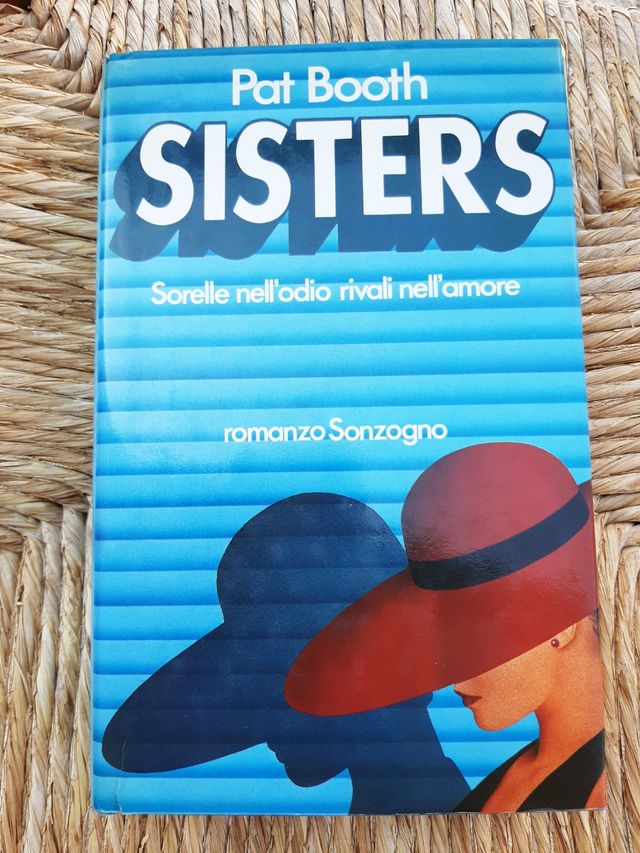 Pat Booth
SISTERS
Sorelle nell'odio rivali nell'amore
romanzo Sonzogno